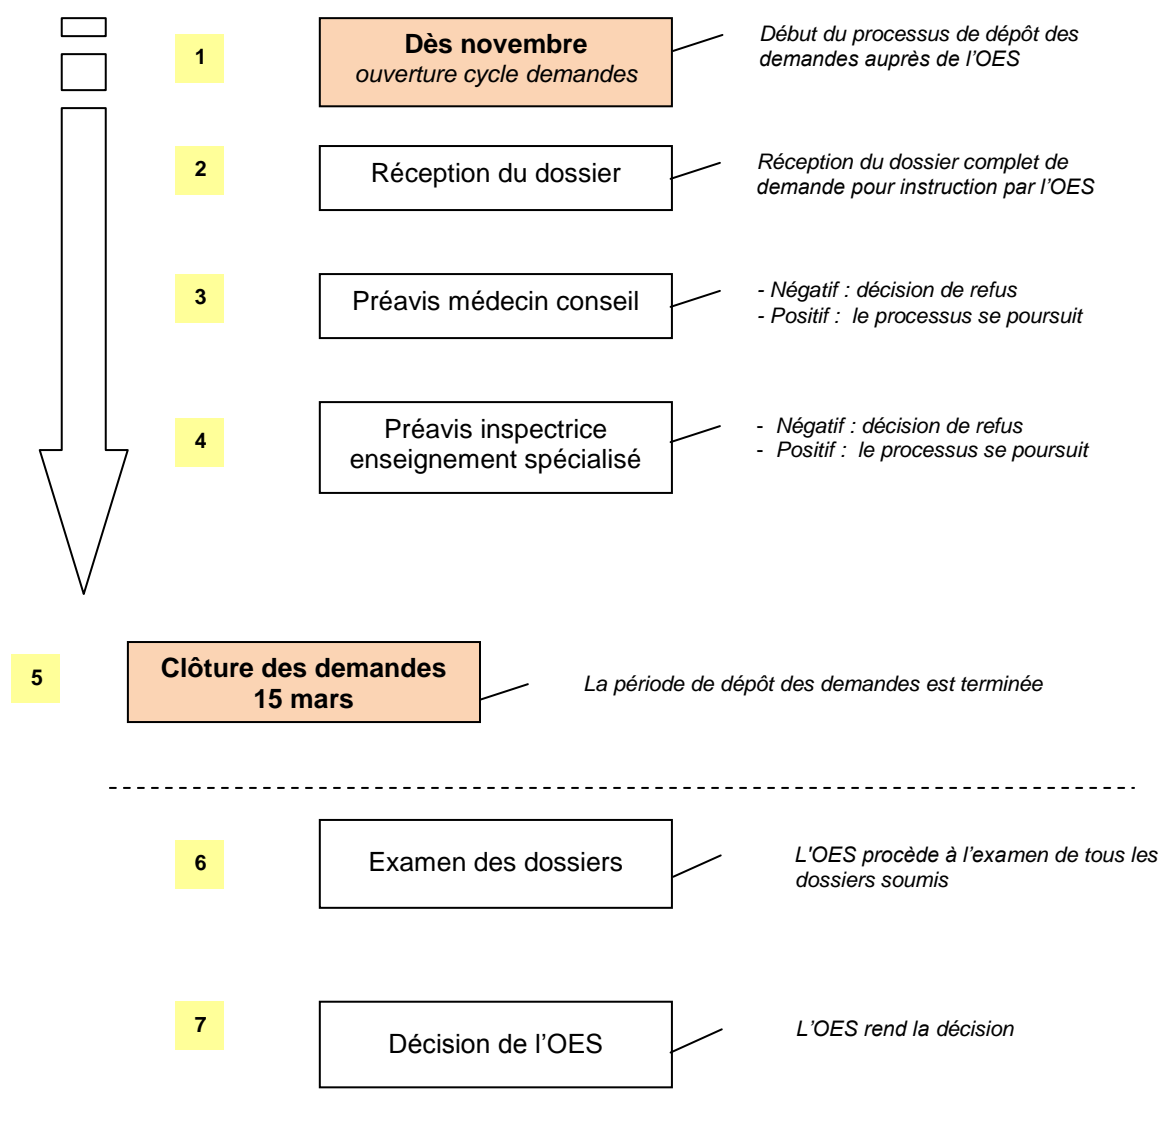 1
Dès novembre
ouverture cycle demandes
Début du processus de dépôt des
demandes auprès de l’OES
2
Réception du dossier
Réception du dossier complet de
demande pour instruction par l’OES
3
Préavis médecin conseil
- Négatif : décision de refus
- Positif :  le processus se poursuit
4
Préavis inspectrice
enseignement spécialisé
-  Négatif : décision de refus
-  Positif :  le processus se poursuit
5
Clôture des demandes
15 mars
La période de dépôt des demandes est terminée
6
Examen des dossiers
L'OES procède à l’examen de tous les
dossiers soumis
7
Décision de l’OES
L’OES rend la décision